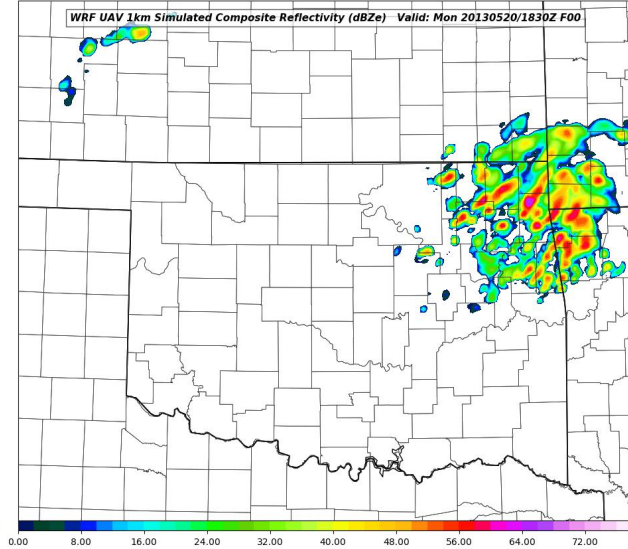 WRF UAV 1km Simulated Composite Reflectivity (dBZe)   Valid: Mon 20130520/1830Z F00
0.00 8.00 16.00 24.00 32.00 40.00 48.00 56.00 64.00 72.00